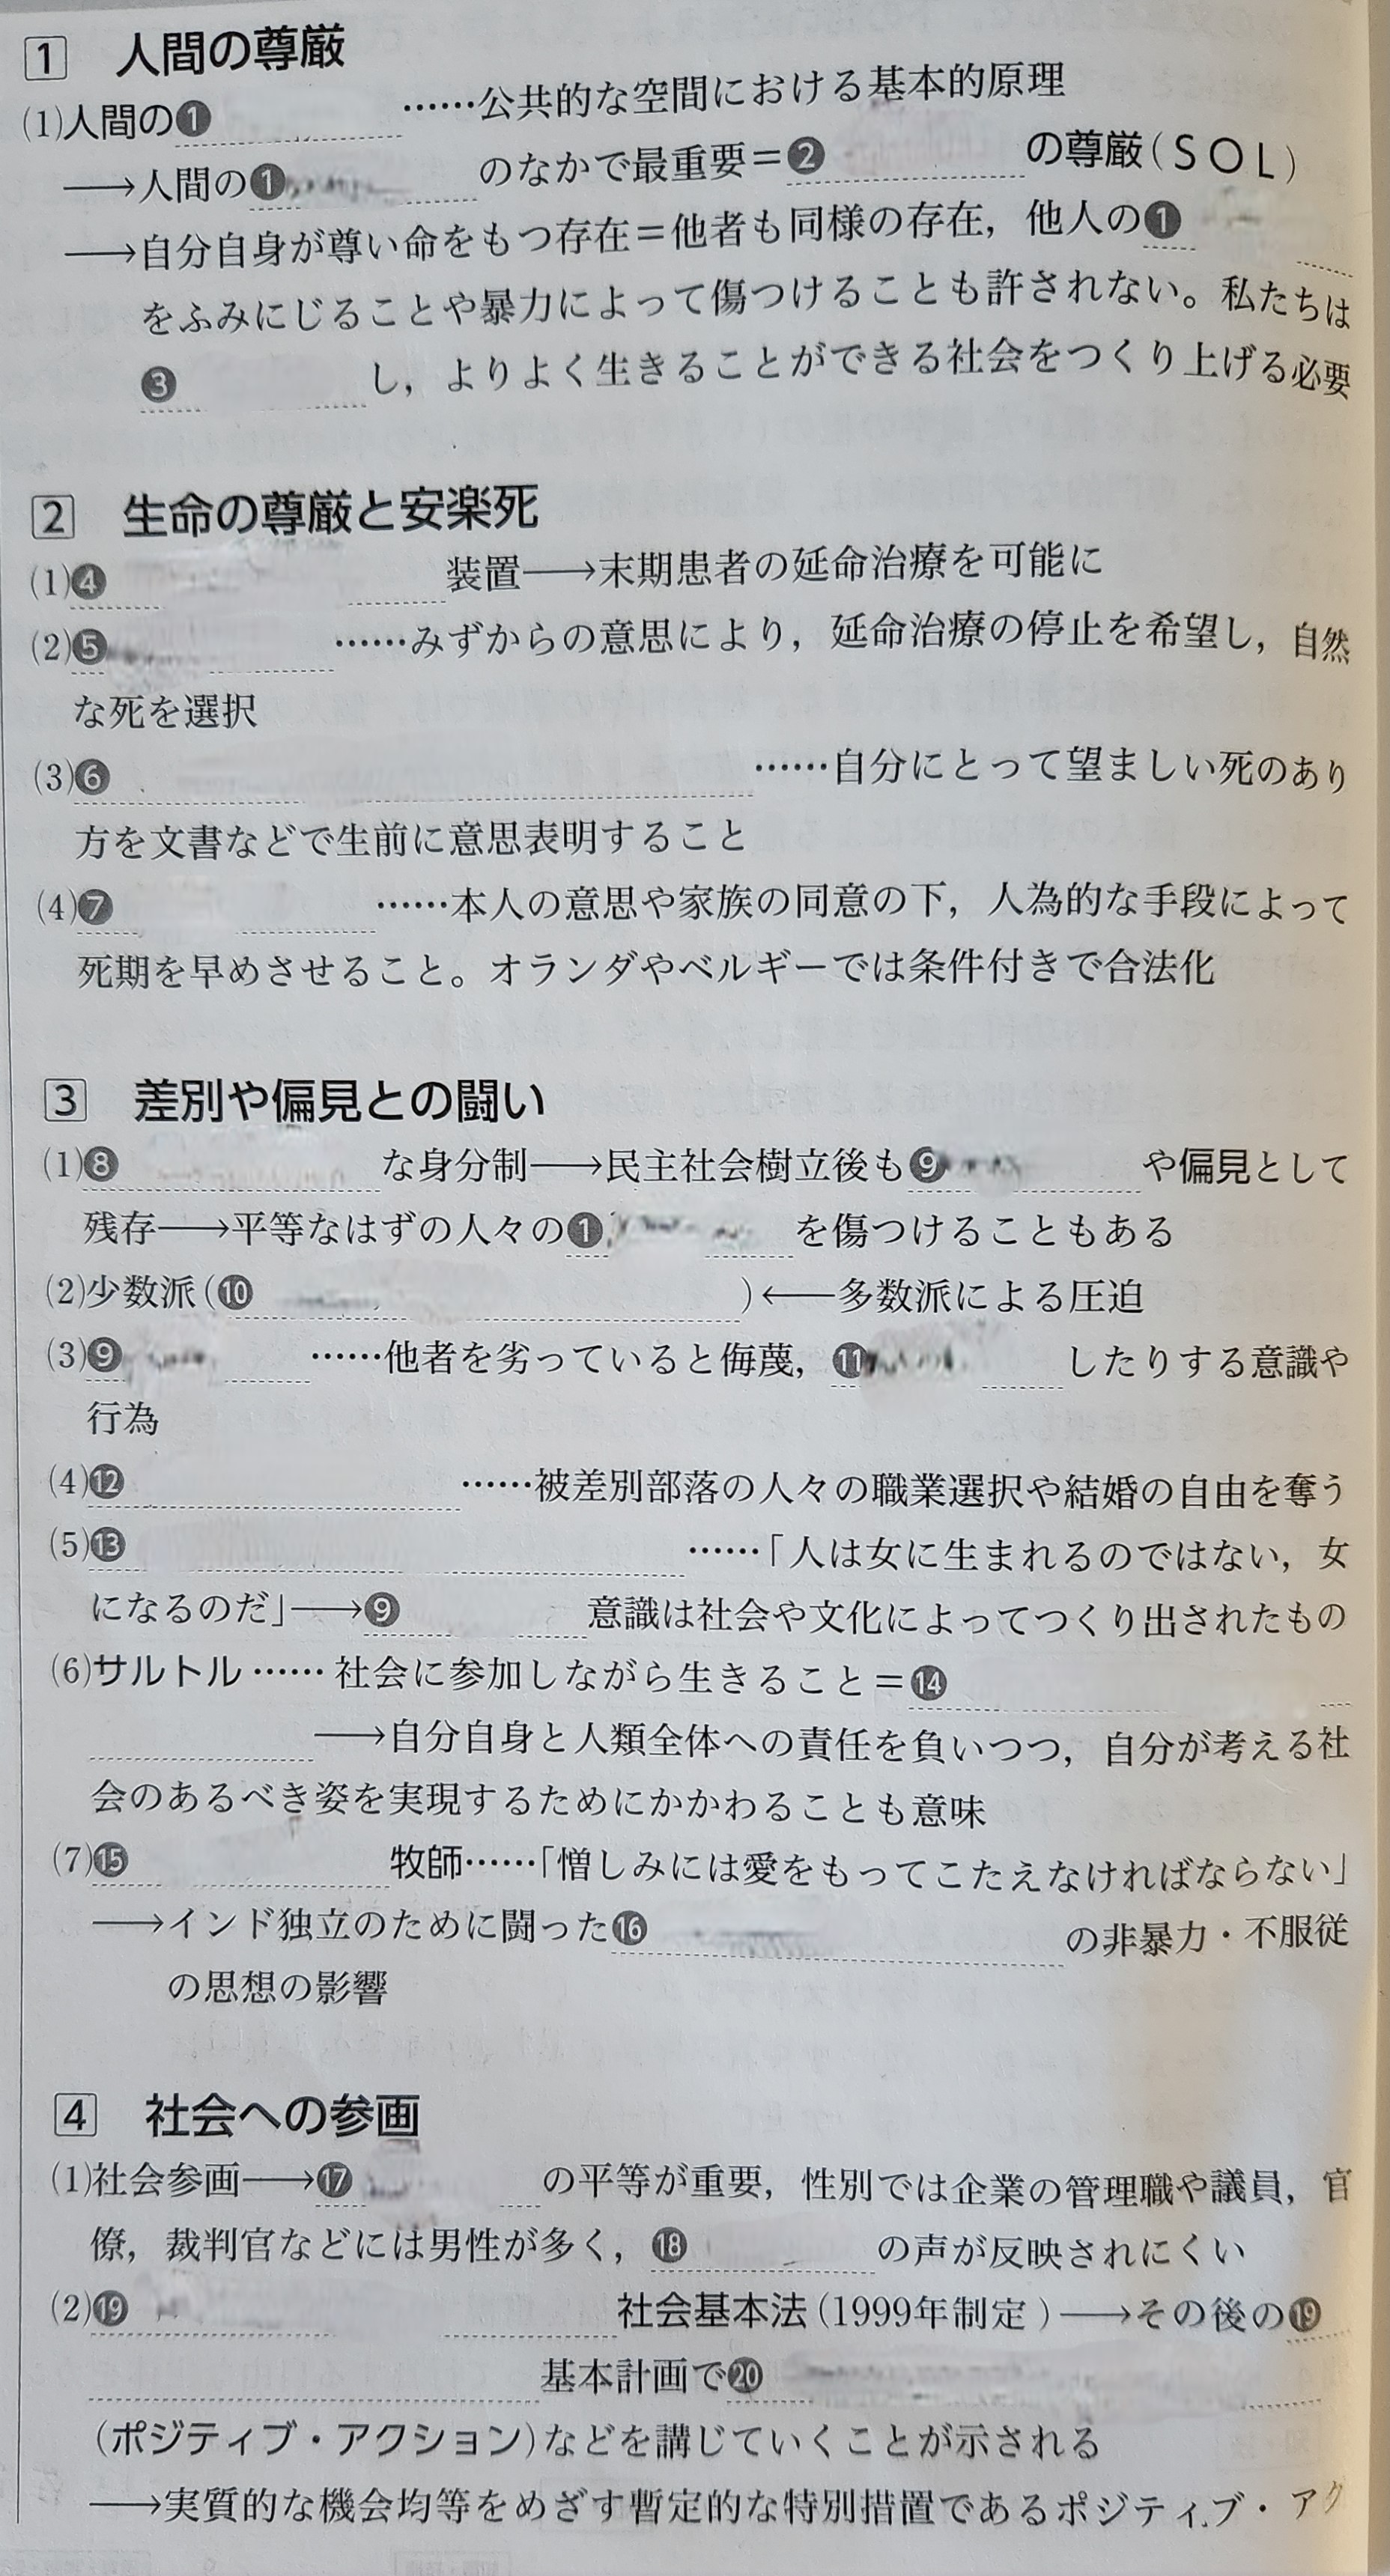 1 人間の尊厳
(1)人間の❶ ……公共的な空間における基本的原理
⟶人間の❶ のなかで最重要＝❷ の尊厳(ＳＯＬ)
⟶自分自身が尊い命をもつ存在＝他者も同様の存在，他人の❶
をふみにじることや暴力によって傷つけることも許されない。私たちは
❸ し，よりよく生きることができる社会をつくり上げる必要
2 生命の尊厳と安楽死
(1)❹ 装置⟶末期患者の延命治療を可能に
(2)❺ ……みずからの意思により，延命治療の停止を希望し，自然
な死を選択
(3)❻ ……自分にとって望ましい死のあり
方を文書などで生前に意思表明すること
(4)❼ ……本人の意思や家族の同意の下，人為的な手段によって
死期を早めさせること。オランダやベルギーでは条件付きで合法化
3 差別や偏見との闘い
(1)❽ な身分制⟶民主社会樹立後も❾ や偏見として
残存⟶平等なはずの人々の❶ を傷つけることもある
(2)少数派(❿ )⟵多数派による圧迫
(3)❾ ……他者を劣っていると侮蔑，⓫ したりする意識や
行為
(4)⓬ ……被差別部落の人々の職業選択や結婚の自由を奪う
(5)⓭ ……「人は女に生まれるのではない，女
になるのだ」⟶❾ 意識は社会や文化によってつくり出されたもの
(6)サルトル……社会に参加しながら生きること＝⓮
⟶自分自身と人類全体への責任を負いつつ，自分が考える社
会のあるべき姿を実現するためにかかわることも意味
(7)⓯ 牧師……「憎しみには愛をもってこたえなければならない」
⟶インド独立のために闘った⓰ の非暴力・不服従
の思想の影響
4 社会への参画
(1)社会参画⟶⓱ の平等が重要，性別では企業の管理職や議員，官
僚，裁判官などには男性が多く，⓲ の声が反映されにくい
(2)⓳ 社会基本法(1999年制定)⟶その後の⓳
基本計画で⓴
(ポジティブ・アクション)などを講じていくことが示される
⟶実質的な機会均等をめざす暫定的な特別措置であるポジティブ・アク